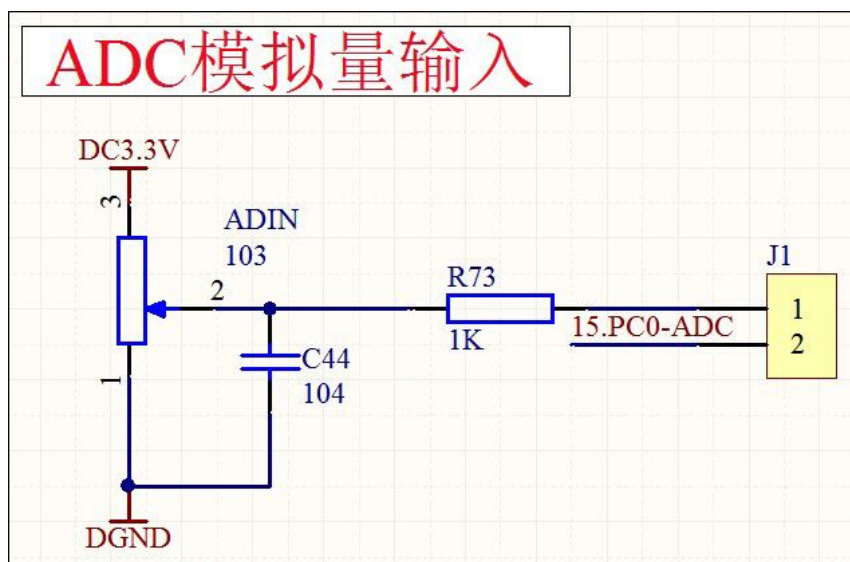 ADC模拟量输入
DC3.3V
3
ADIN
103
2
1
DGND
C44
104
R73
1K
15.PC0-ADC
J1
1
2